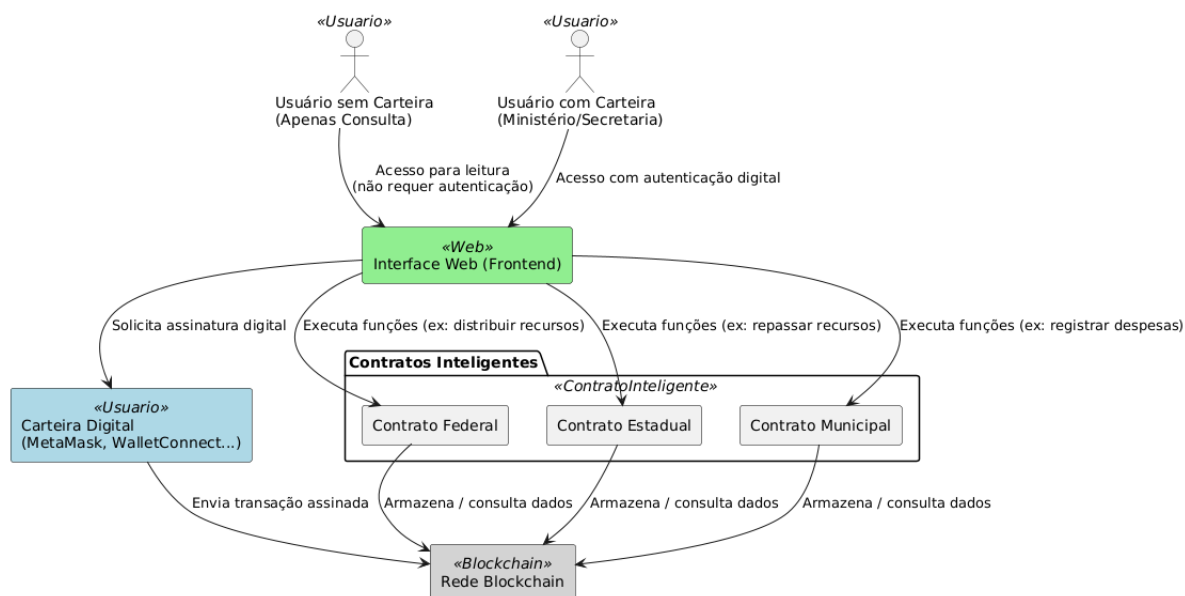 «Usuario»
Usuário sem Carteira
(Apenas Consulta)
«Usuario»
Usuário com Carteira
(Ministério/Secretaria)
Acesso para leitura
(não requer autenticação)
Acesso com autenticação digital
«Web»
Interface Web (Frontend)
Solicita assinatura digital
Executa funções (ex: distribuir recursos)
Executa funções (ex: repassar recursos)
Executa funções (ex: registrar despesas)
Contratos Inteligentes
«ContratoInteligente»
«Usuario»
Carteira Digital
(MetaMask, WalletConnect...)
Contrato Federal
Contrato Estadual
Contrato Municipal
Envia transação assinada
Armazena / consulta dados
Armazena / consulta dados
Armazena / consulta dados
«Blockchain»
Rede Blockchain